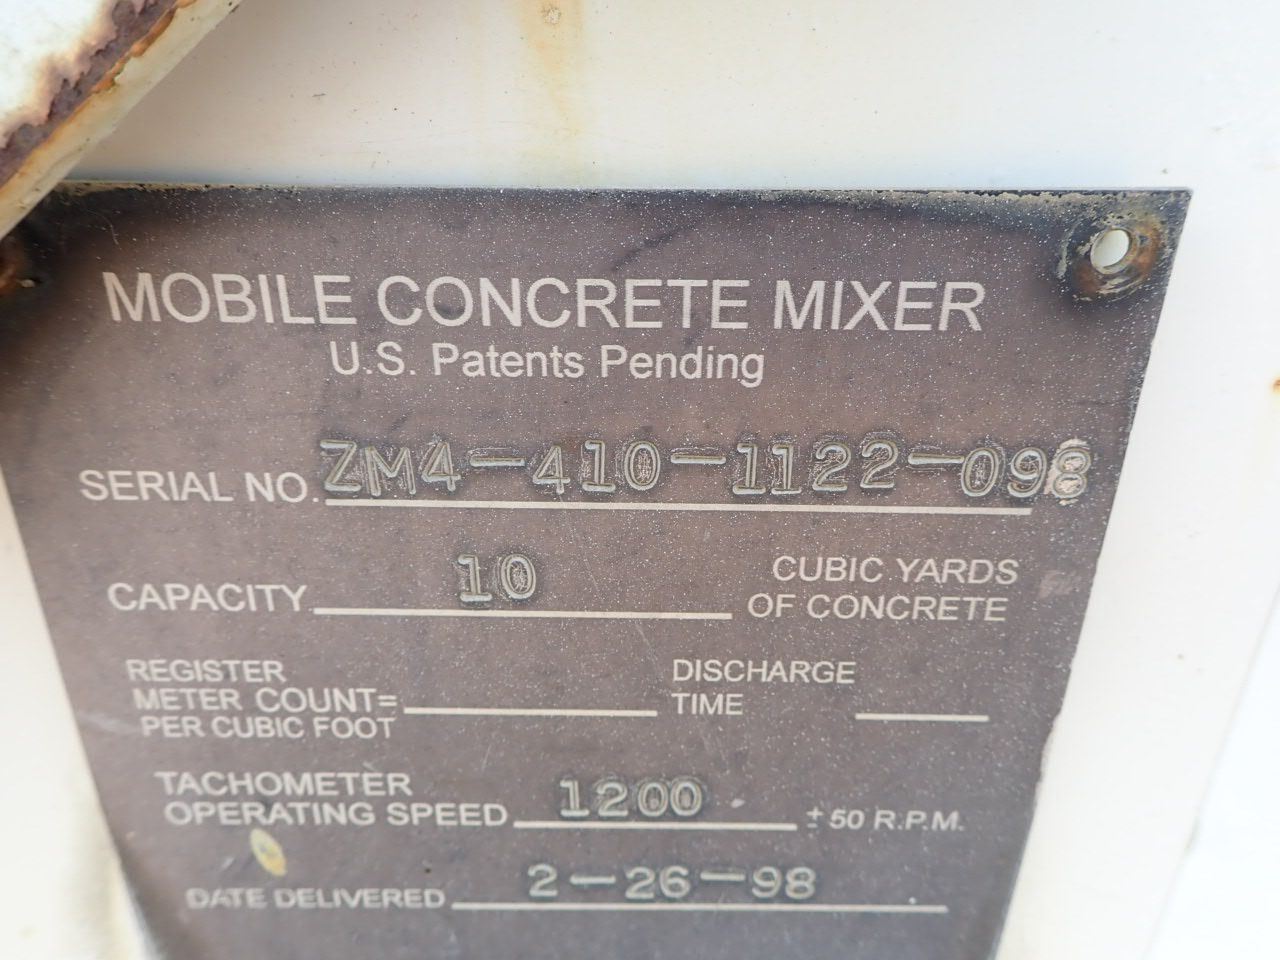 MOBILE CONCRETE MIXER
U.S. Patents Pending
SERIAL NO. ZM4-410-1122-098
CAPACITY 10 CUBIC YARDS
OF CONCRETE
REGISTER
METER COUNT=
PER CUBIC FOOT
DISCHARGE
TIME
TACHOMETER
OPERATING SPEED 1200 ±50 R.P.M.
DATE DELIVERED 2-26-98